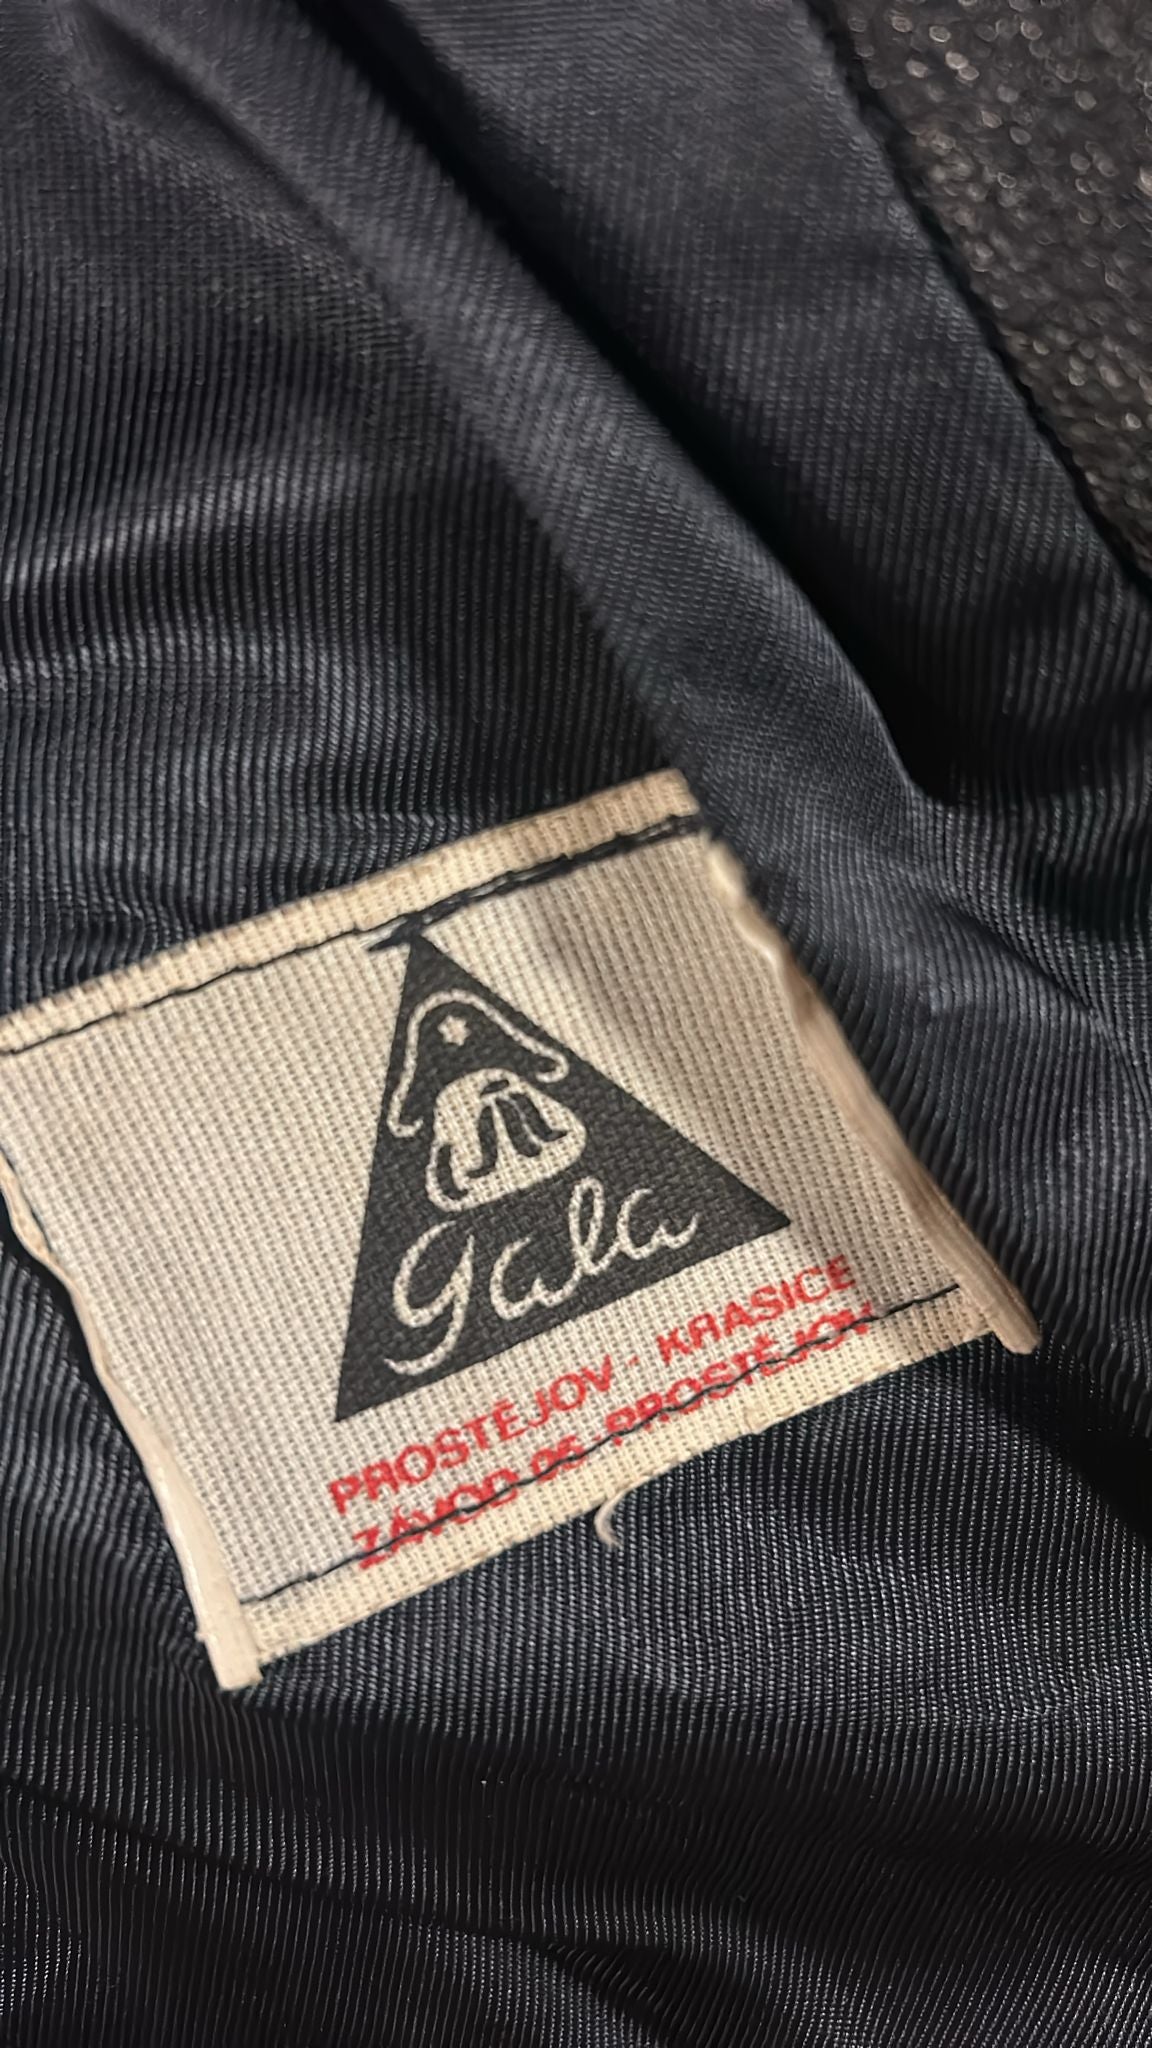 gala
PROSTĚJOV - KRASICE
ZÁVOD 05 - PROSTĚJOV